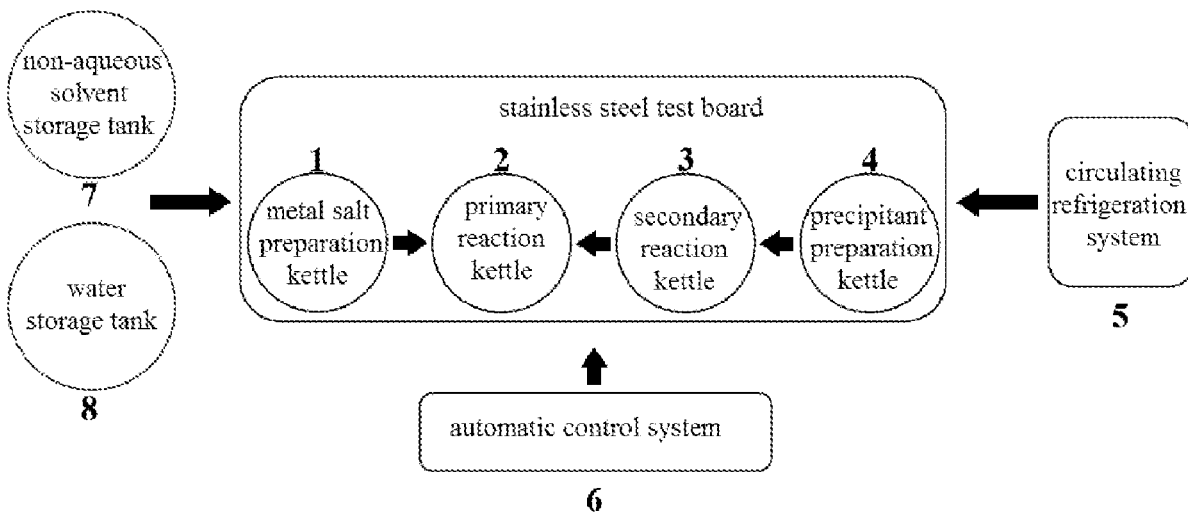 non-aqueous
solvent
storage tank
7
water
storage tank
8
stainless steel test board
1
metal salt
preparation
kettle
2
primary
reaction
kettle
3
secondary
reaction
kettle
4
precipitant
preparation
kettle
circulating
refrigeration
system
5
automatic control system
6